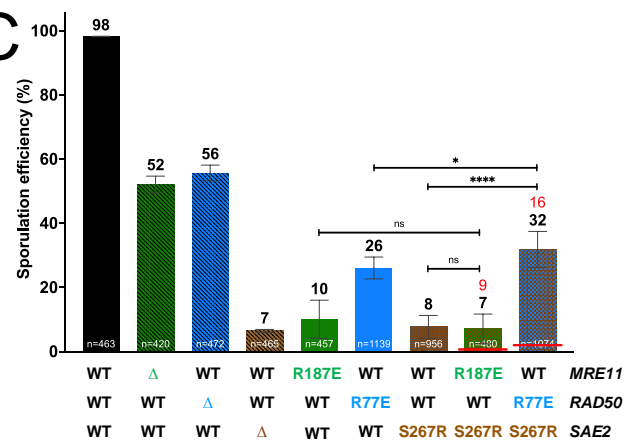 C
Sporulation efficiency (%)
100
80
60
40
20
0
98
52
56
7
10
26
8
9
7
16
32
*
****
ns
ns
n=463 n=420 n=472 n=465 n=457 n=1139 n=956 n=480 n=1074
WT Δ WT WT R187E WT WT R187E WT MRE11
WT WT Δ WT WT R77E WT WT R77E RAD50
WT WT WT Δ WT WT S267R S267R S267R SAE2